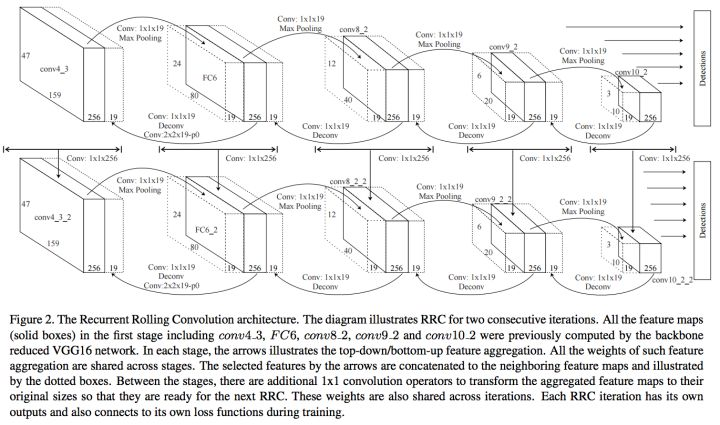 Conv: 1x1x19
Max Pooling
conv8_2
Conv: 1x1x19
Max Pooling
conv9_2
Conv: 1x1x19
Max Pooling
Conv: 1x1x19
Max Pooling
conv10_2
47
conv4_3
159
256
19
24
FC6
80
19
256
19
12
40
19
256
19
6
20
19
256
19
3
10
19
256
Detections
Conv: 1x1x19
Deconv
Conv:2x2x19-p0
Conv: 1x1x19
Deconv
Conv: 1x1x19
Deconv
Conv: 1x1x19
Deconv
Conv: 1x1x256
Conv: 1x1x256
Conv: 1x1x256
Conv: 1x1x256
Conv: 1x1x256
Conv: 1x1x19
Max Pooling
conv8_2_2
Conv: 1x1x19
Max Pooling
conv9_2_2
Conv: 1x1x19
Max Pooling
Conv: 1x1x19
Max Pooling
47
conv4_3_2
159
256
19
24
FC6_2
80
19
256
19
12
40
19
256
19
6
20
19
256
19
3
10
19
256
conv10_2_2
Detections
Conv: 1x1x19
Deconv
Conv:2x2x19-p0
Conv: 1x1x19
Deconv
Conv: 1x1x19
Deconv
Conv: 1x1x19
Deconv
Figure 2. The Recurrent Rolling Convolution architecture. The diagram illustrates RRC for two consecutive iterations. All the feature maps
(solid boxes) in the first stage including conv4_3, FC6, conv8_2, conv9_2 and conv10_2 were previously computed by the backbone
reduced VGG16 network. In each stage, the arrows illustrates the top-down/bottom-up feature aggregation. All the weights of such feature
aggregation are shared across stages. The selected features by the arrows are concatenated to the neighboring feature maps and illustrated
by the dotted boxes. Between the stages, there are additional 1x1 convolution operators to transform the aggregated feature maps to their
original sizes so that they are ready for the next RRC. These weights are also shared across iterations. Each RRC iteration has its own
outputs and also connects to its own loss functions during training.